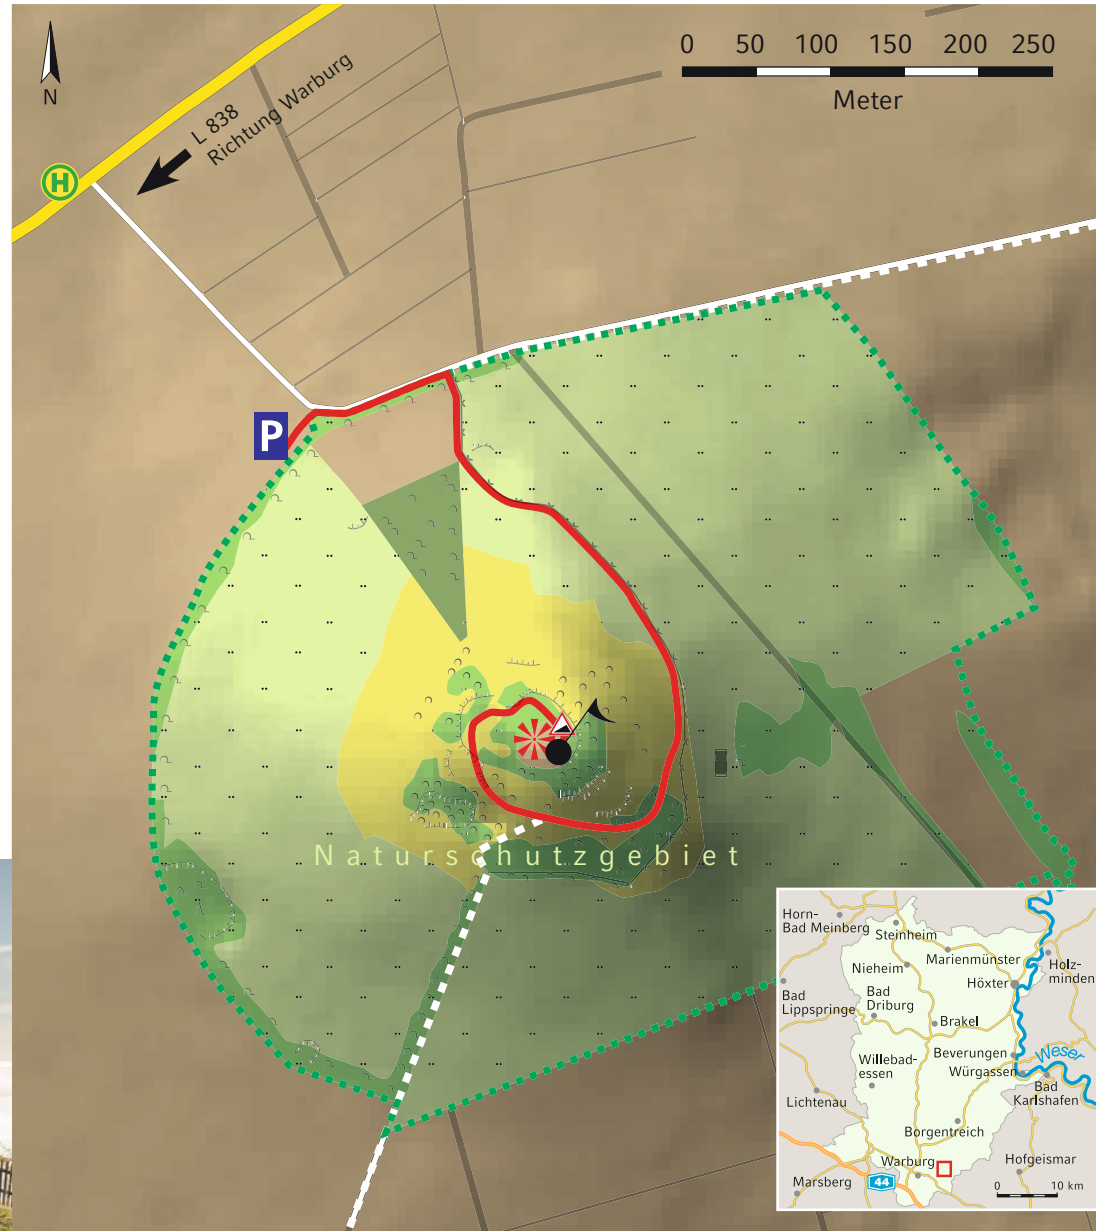 0 50 100 150 200 250
Meter
N
L 838
Richtung Warburg
H
P
Naturschutzgebiet
Horn-
Bad Meinberg
Steinheim
Marienmünster
Nieheim
Holz-
minden
Höxter
Bad
Lippspringe
Bad
Driburg
Brakel
Beverungen
Weser
Willebad-
essen
Würgassen
Bad
Karlshafen
Lichtenau
Borgentreich
Warburg
Hofgeismar
44
Marsberg
0 10 km